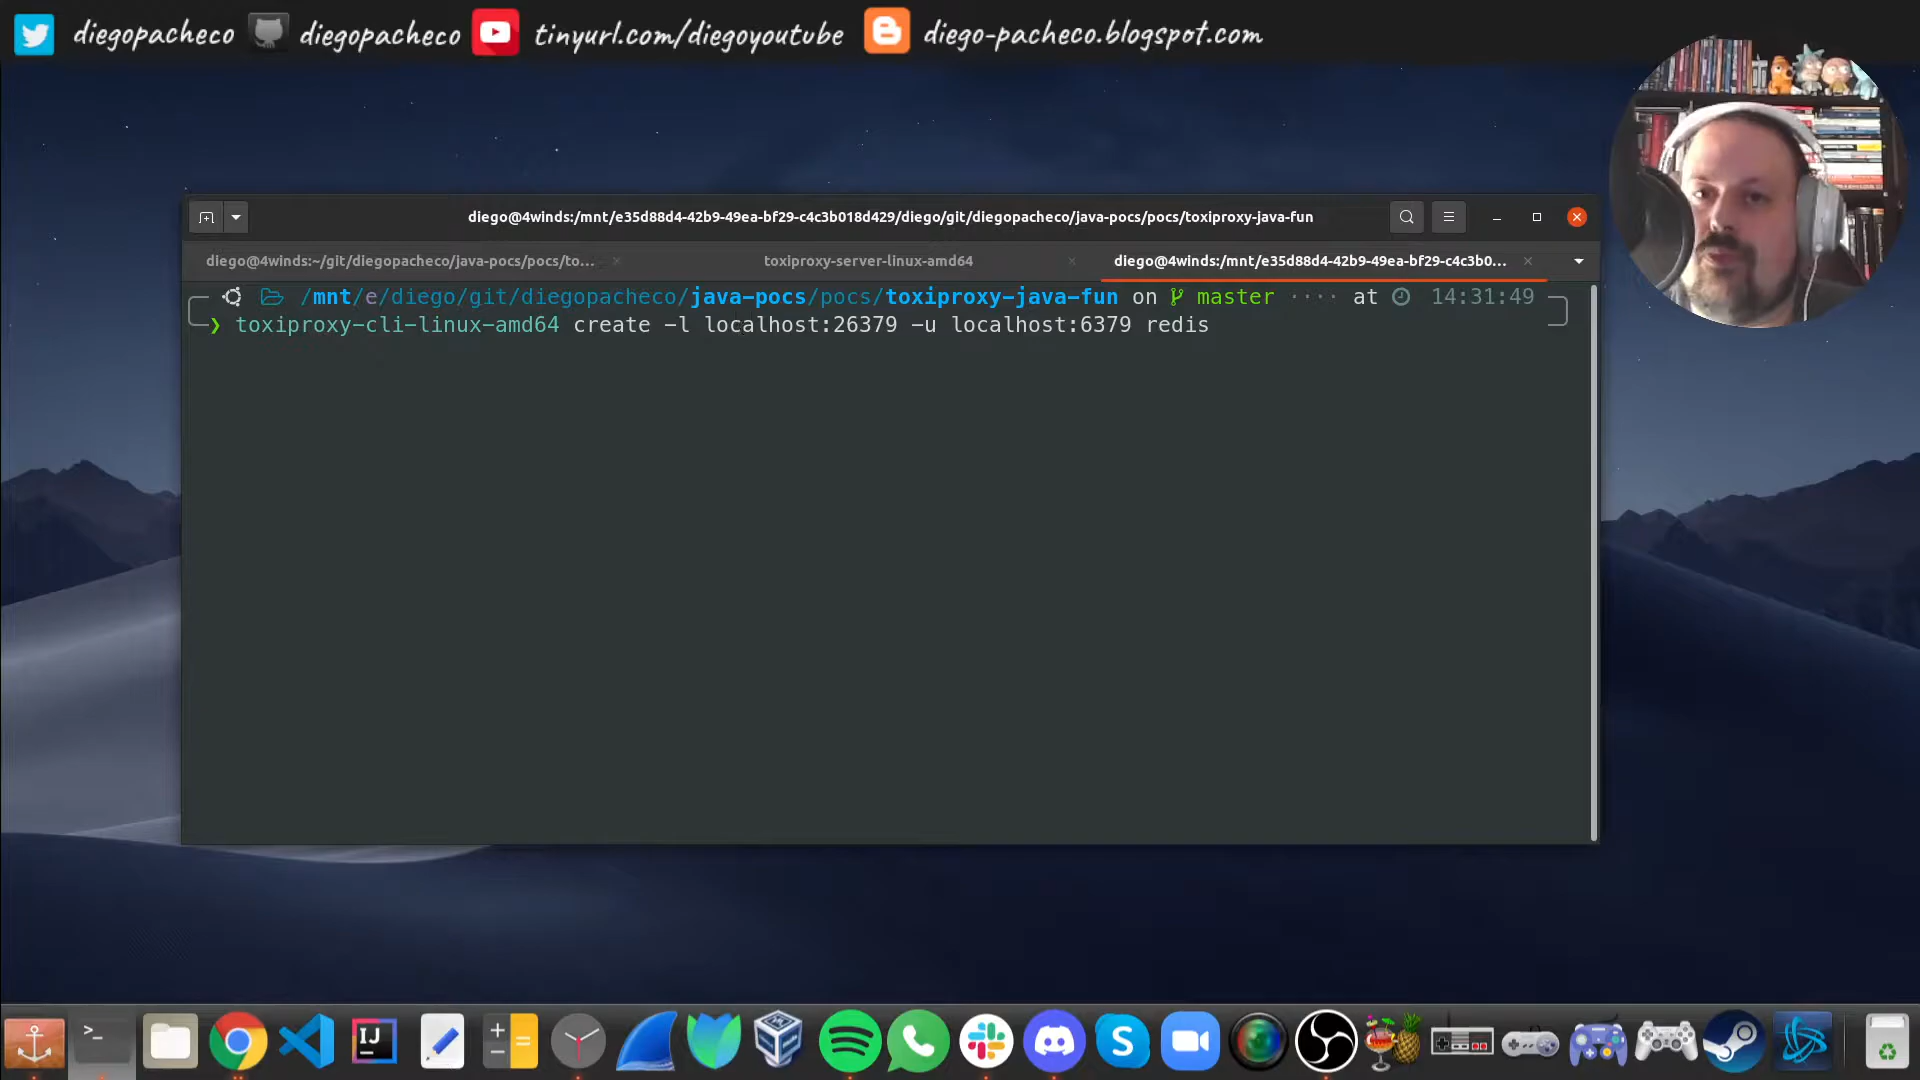 diegopacheco diegopacheco tinyurl.com/diegoyoutube diego-pacheco.blogspot.com
diego@4winds:/mnt/e35d88d4-42b9-49ea-bf29-c4c3b018d429/diego/git/diegopacheco/java-pocs/pocs/toxiproxy-java-fun
diego@4winds:~/git/diegopacheco/java-pocs/pocs/to... toxiproxy-server-linux-amd64 diego@4winds:/mnt/e35d88d4-42b9-49ea-bf29-c4c3b0...
/mnt/e/diego/git/diegopacheco/java-pocs/pocs/toxiproxy-java-fun on master ···· at 14:31:49
❯ toxiproxy-cli-linux-amd64 create -l localhost:26379 -u localhost:6379 redis
IJ
S